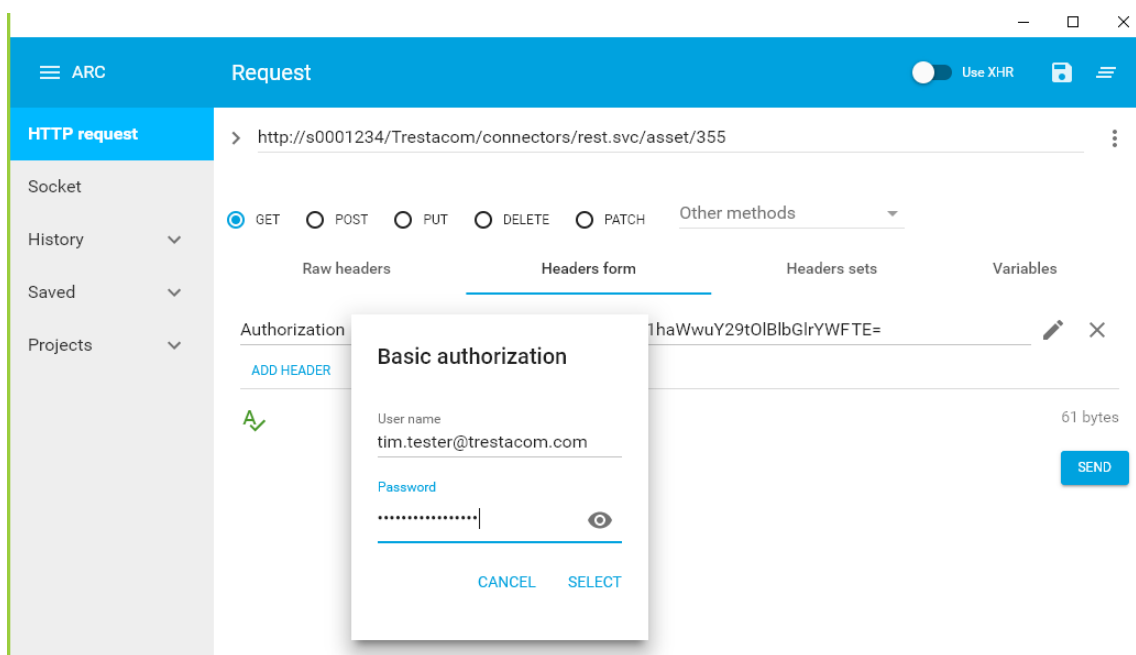 ARC
Request
Use XHR
HTTP request
http://s0001234/Trestacom/connectors/rest.svc/asset/355
Socket
GET POST PUT DELETE PATCH Other methods
History
Raw headers Headers form Headers sets Variables
Saved
Authorization 1haWwuY29tOlBlbGlrYWFTE=
Projects
ADD HEADER
Basic authorization
61 bytes
User name
tim.tester@trestacom.com
SEND
Password
•••••••••••••••••
CANCEL SELECT